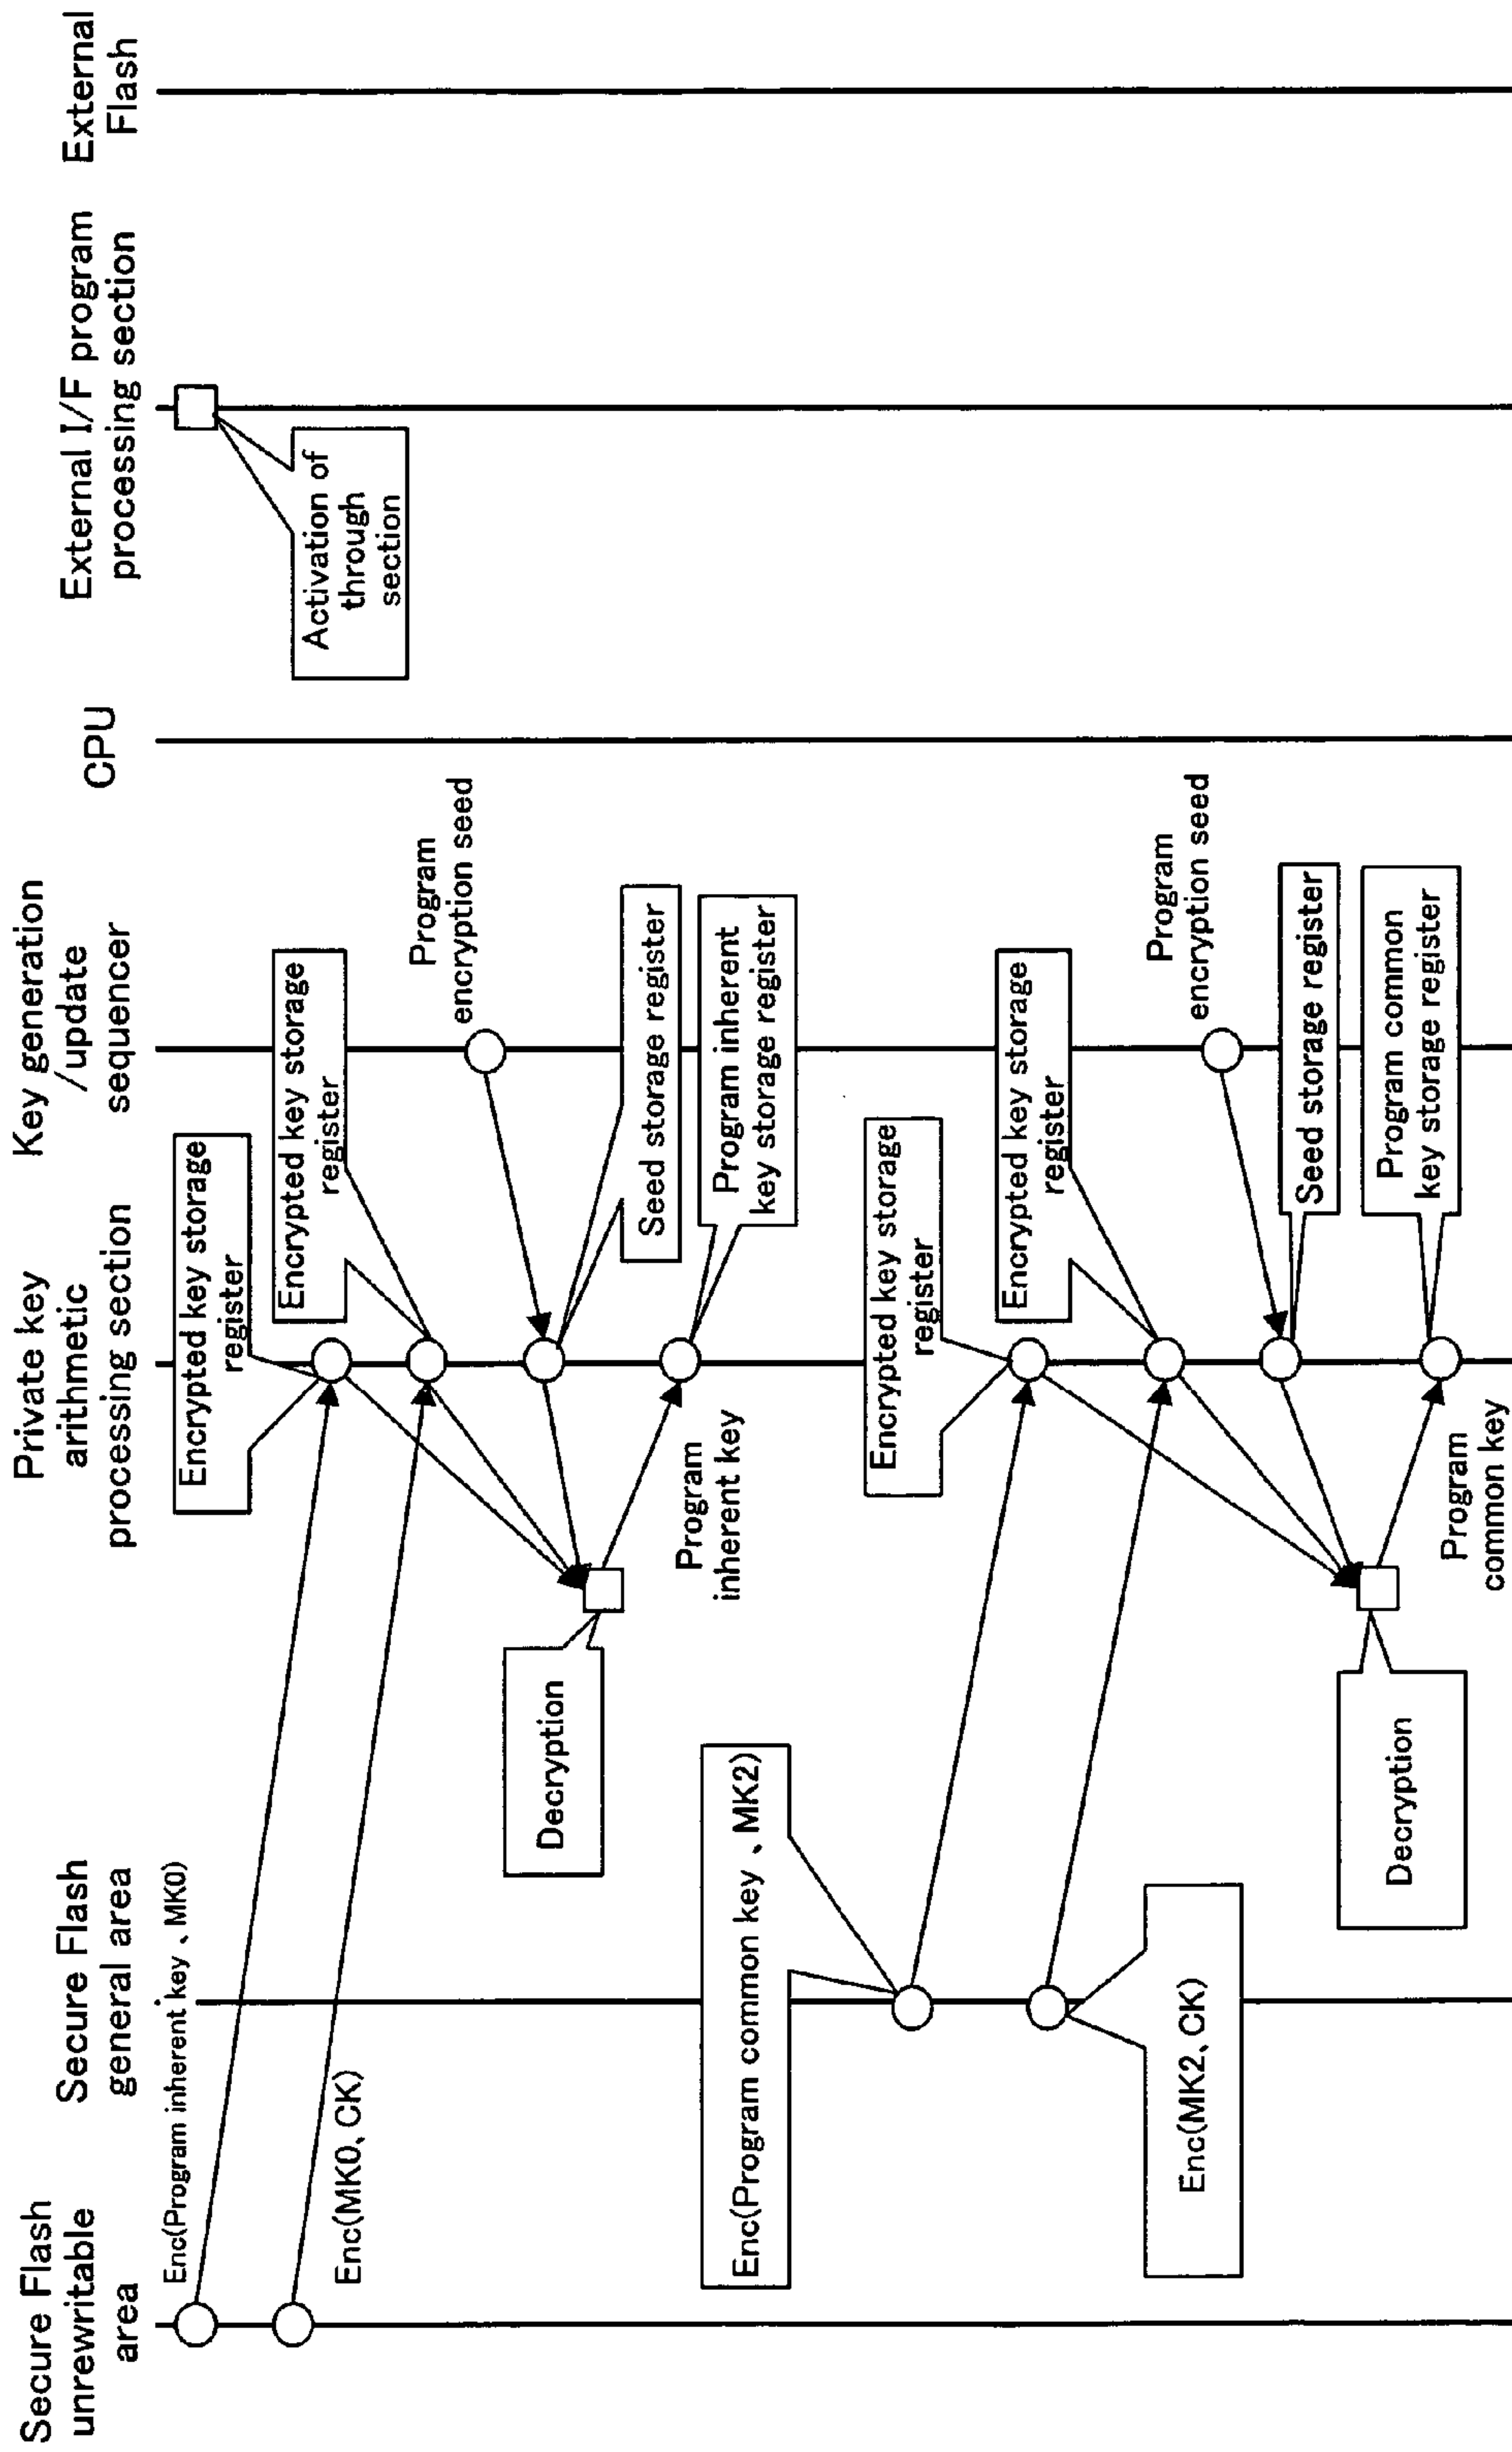 Secure Flash
unrewritable
area
Secure Flash
general area
Private key
arithmetic
processing section
Key generation
/update
sequencer
CPU
External I/F program
processing section
External
Flash
Enc(Program inherent key、MK0)
Enc(MK0、CK)
Encrypted key storage
register
Encrypted key storage
register
Activation of
through
section
Program
encryption seed
Seed storage register
Decryption
Program
inherent key
Program inherent
key storage register
Enc(Program common key、MK2)
Encrypted key storage
register
Encrypted key storage
register
Enc(MK2、CK)
Program
encryption seed
Seed storage register
Decryption
Program
common key
Program common
key storage register